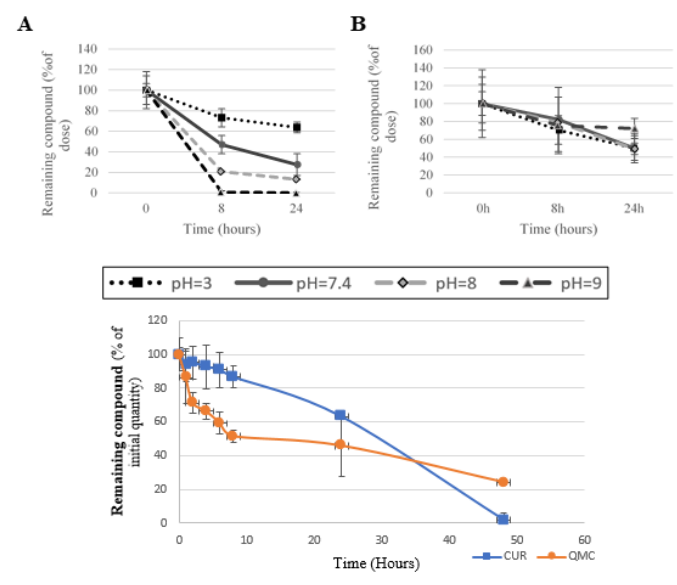 A
B
Remaining compound (%of
dose)
140
120
100
80
60
40
20
0
0
8
24
Time (hours)
Remaining compound (%of
dose)
160
140
120
100
80
60
40
20
0
0h
8h
24h
Time (hours)
pH=3
pH=7.4
pH=8
pH=9
Remaining compound (% of
initial quantity)
120
100
80
60
40
20
0
0
10
20
30
40
50
60
Time (Hours)
CUR
QMC